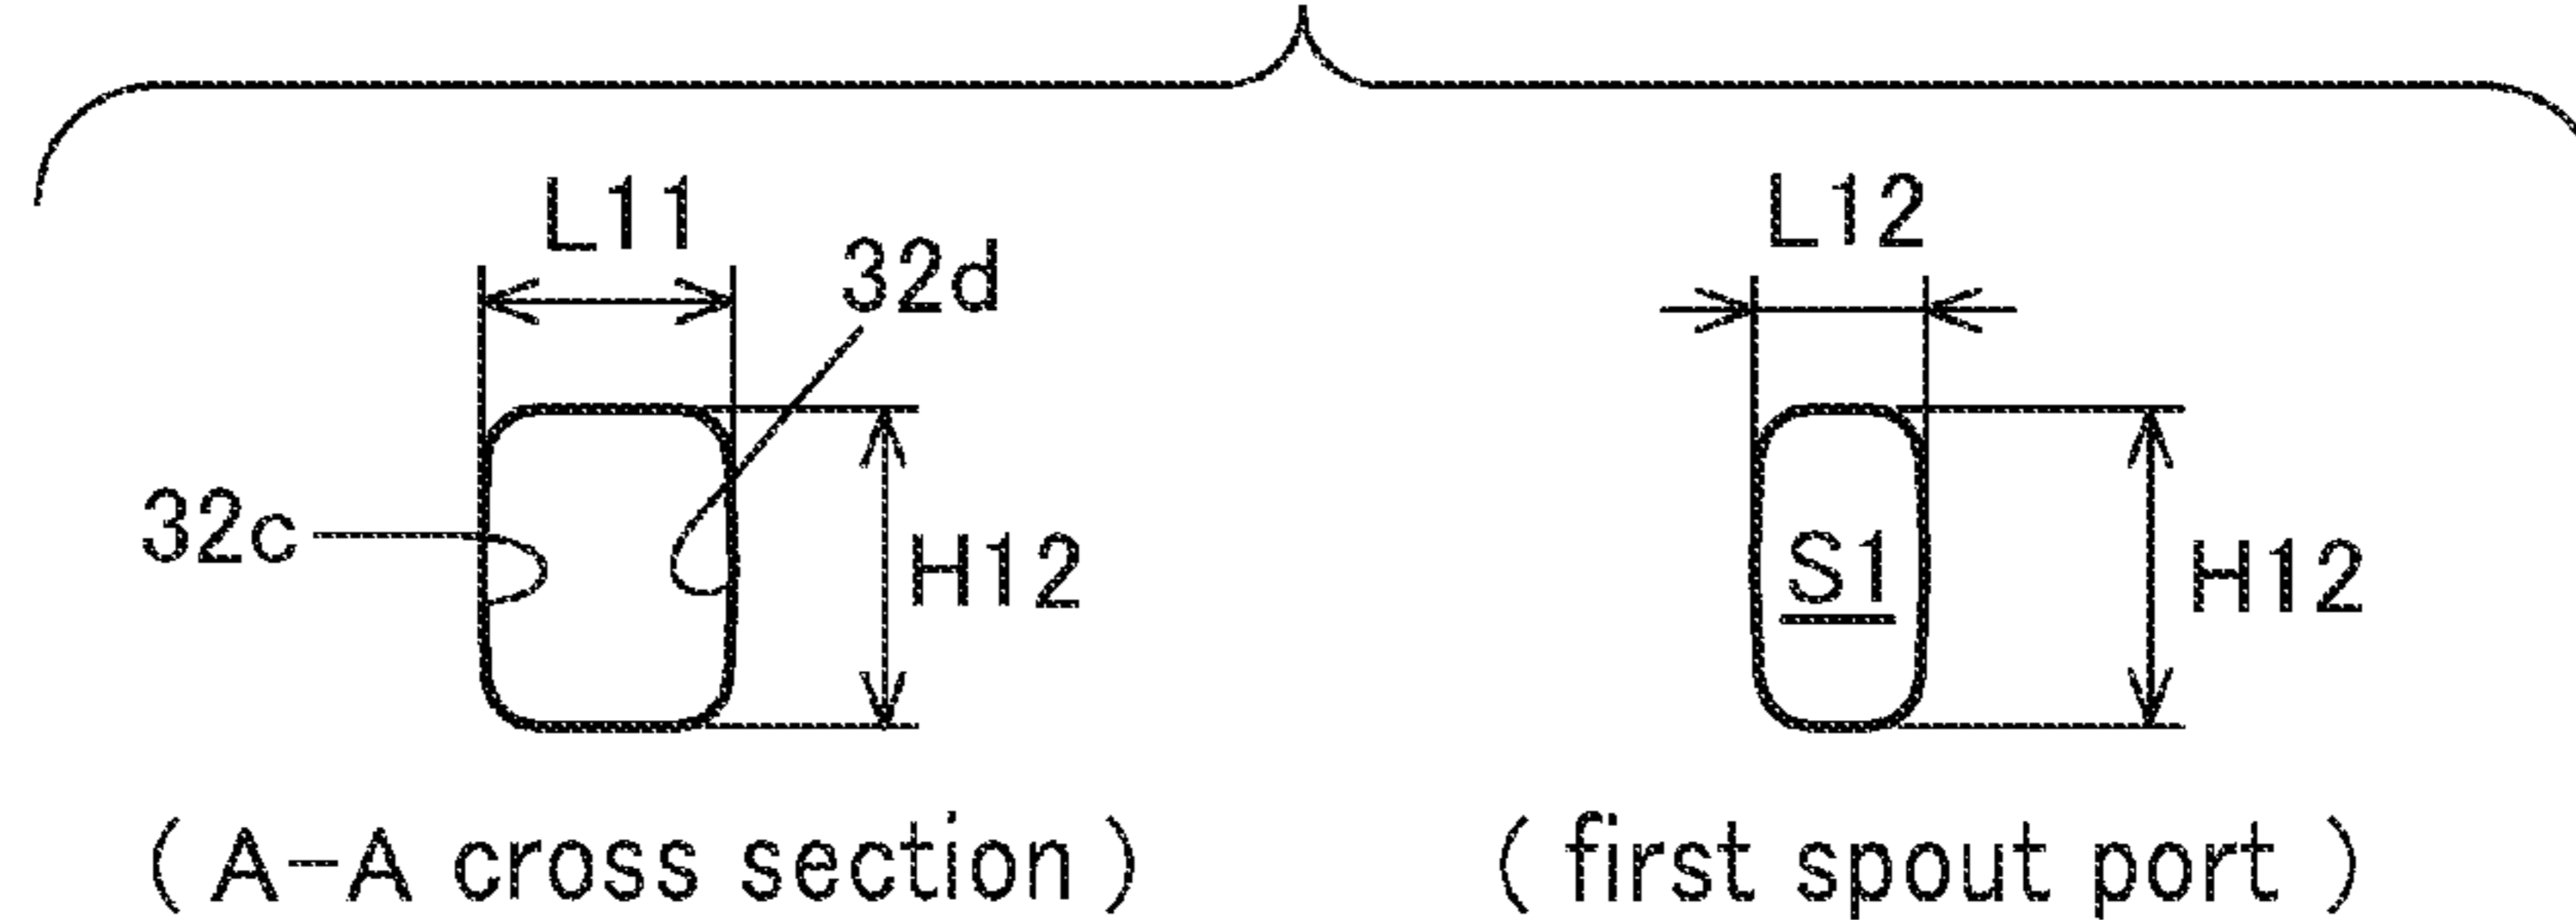 L11
32d
32c
H12
(A-A cross section)
L12
S1
H12
(first spout port)